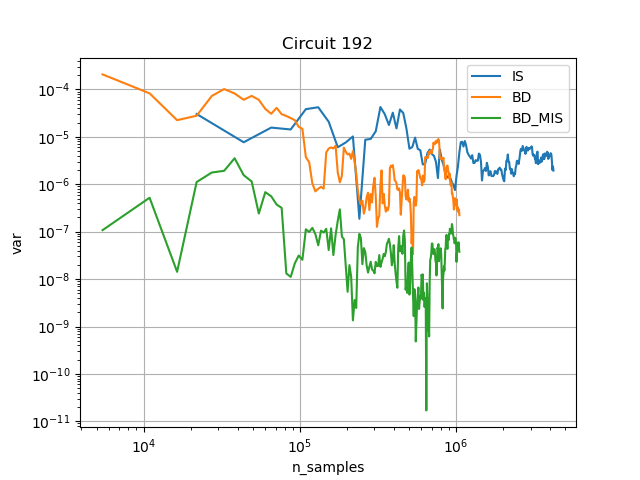 Circuit 192
IS
BD
BD_MIS
var
10⁻⁴
10⁻⁵
10⁻⁶
10⁻⁷
10⁻⁸
10⁻⁹
10⁻¹⁰
10⁻¹¹
10⁴
10⁵
10⁶
n_samples